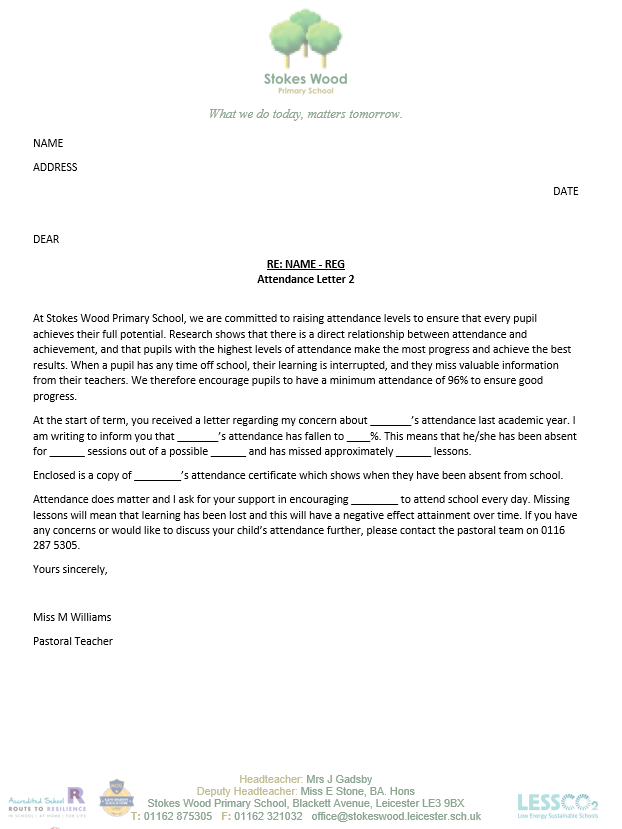 Stokes Wood
Primary School
What we do today, matters tomorrow.
NAME
ADDRESS
DATE
DEAR
RE: NAME - REG
Attendance Letter 2
At Stokes Wood Primary School, we are committed to raising attendance levels to ensure that every pupil
achieves their full potential. Research shows that there is a direct relationship between attendance and
achievement, and that pupils with the highest levels of attendance make the most progress and achieve the best
results. When a pupil has any time off school, their learning is interrupted, and they miss valuable information
from their teachers. We therefore encourage pupils to have a minimum attendance of 96% to ensure good
progress.
At the start of term, you received a letter regarding my concern about _______'s attendance last academic year. I
am writing to inform you that _______'s attendance has fallen to ____%. This means that he/she has been absent
for ______ sessions out of a possible ______ and has missed approximately ______ lessons.
Enclosed is a copy of ________'s attendance certificate which shows when they have been absent from school.
Attendance does matter and I ask for your support in encouraging ________ to attend school every day. Missing
lessons will mean that learning has been lost and this will have a negative effect attainment over time. If you have
any concerns or would like to discuss your child's attendance further, please contact the pastoral team on 0116
287 5305.
Yours sincerely,
Miss M Williams
Pastoral Teacher
Headteacher: Mrs J Gadsby
Deputy Headteacher: Miss E Stone, BA. Hons
Stokes Wood Primary School, Blackett Avenue, Leicester LE3 9BX
T: 01162 875305 F: 01162 321032 office@stokeswood.leicester.sch.uk
Accredited School R
ROUTE TO RESILIENCE
IN SCHOOL | AT HOME | FOR LIFE
LESSCO2
Low Energy Sustainable Schools